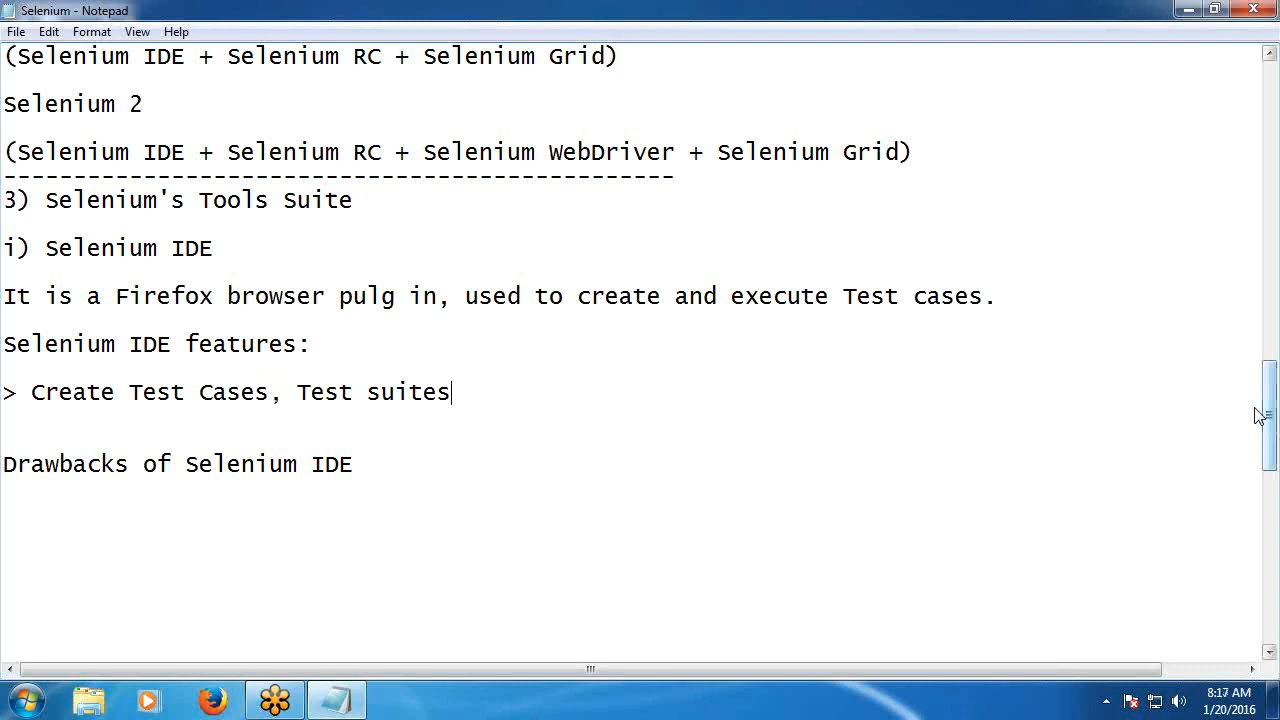 Selenium - Notepad
File Edit Format View Help
(Selenium IDE + Selenium RC + Selenium Grid)
Selenium 2
(Selenium IDE + Selenium RC + Selenium WebDriver + Selenium Grid)
------------------------------------------------
3) Selenium's Tools Suite
i) Selenium IDE
It is a Firefox browser pulg in, used to create and execute Test cases.
Selenium IDE features:
> Create Test Cases, Test suites
Drawbacks of Selenium IDE
8:17 AM
1/20/2016